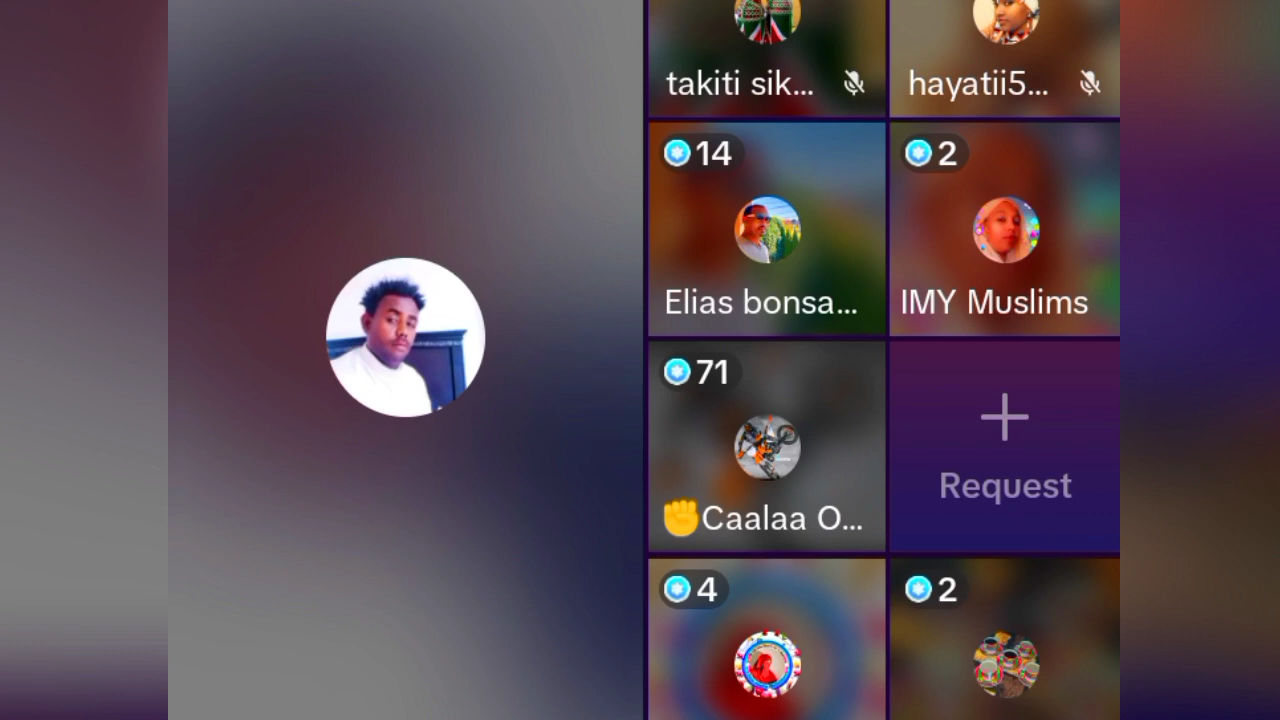 takiti sik...
hayatii5...
14
2
Elias bonsa...
IMY Muslims
71
✊Caalaa O...
Request
4
2